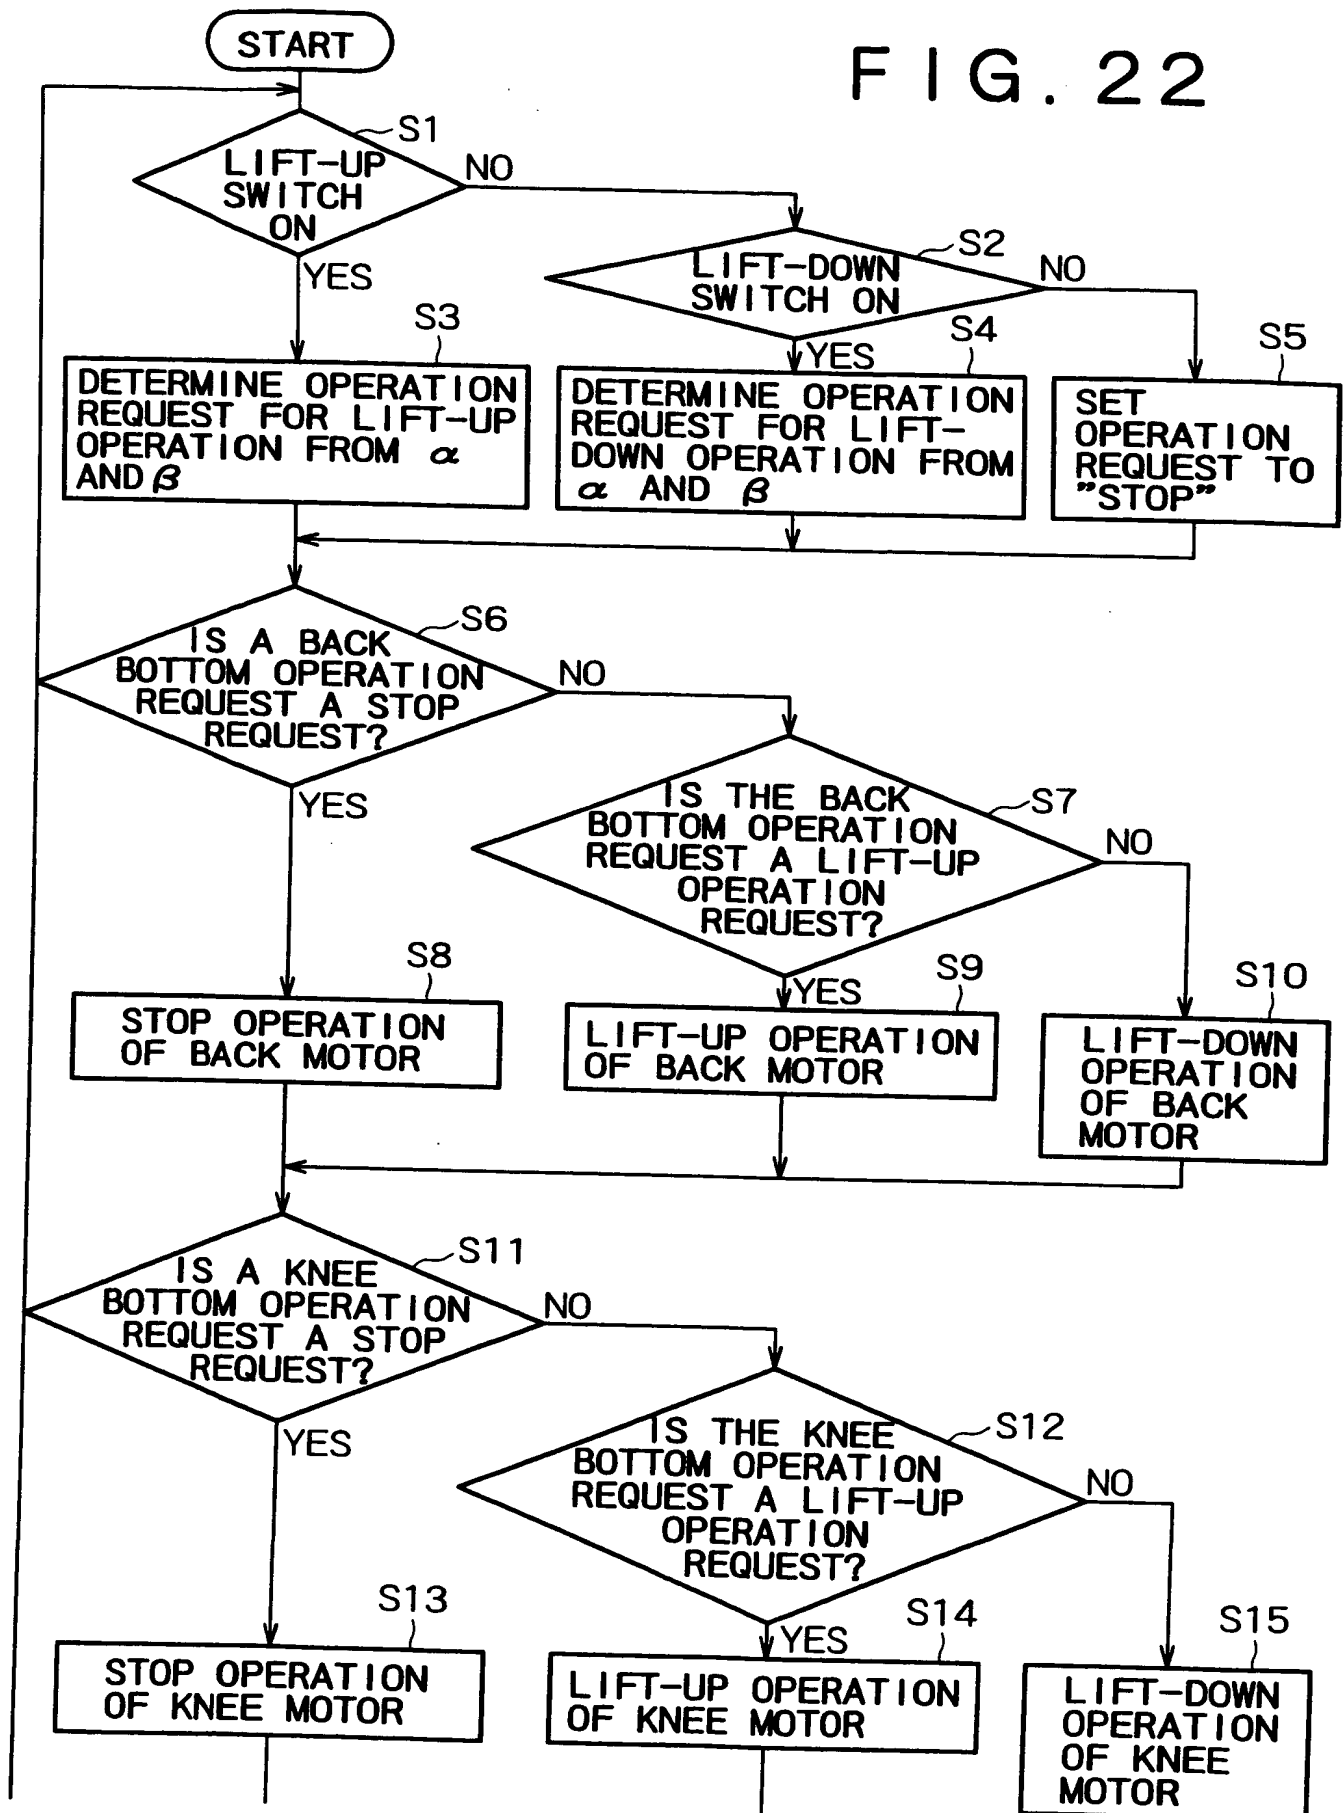 START
FIG. 22
S1
LIFT-UP
SWITCH
ON
NO
YES
S2
LIFT-DOWN
SWITCH ON
NO
YES
S3
DETERMINE OPERATION
REQUEST FOR LIFT-UP
OPERATION FROM α
AND β
S4
DETERMINE OPERATION
REQUEST FOR LIFT-
DOWN OPERATION FROM
α AND β
S5
SET
OPERATION
REQUEST TO
”STOP”
S6
IS A BACK
BOTTOM OPERATION
REQUEST A STOP
REQUEST?
NO
YES
S7
IS THE BACK
BOTTOM OPERATION
REQUEST A LIFT-UP
OPERATION
REQUEST?
NO
YES
S8
STOP OPERATION
OF BACK MOTOR
S9
LIFT-UP OPERATION
OF BACK MOTOR
S10
LIFT-DOWN
OPERATION
OF BACK
MOTOR
S11
IS A KNEE
BOTTOM OPERATION
REQUEST A STOP
REQUEST?
NO
YES
S12
IS THE KNEE
BOTTOM OPERATION
REQUEST A LIFT-UP
OPERATION
REQUEST?
NO
YES
S13
STOP OPERATION
OF KNEE MOTOR
S14
LIFT-UP OPERATION
OF KNEE MOTOR
S15
LIFT-DOWN
OPERATION
OF KNEE
MOTOR